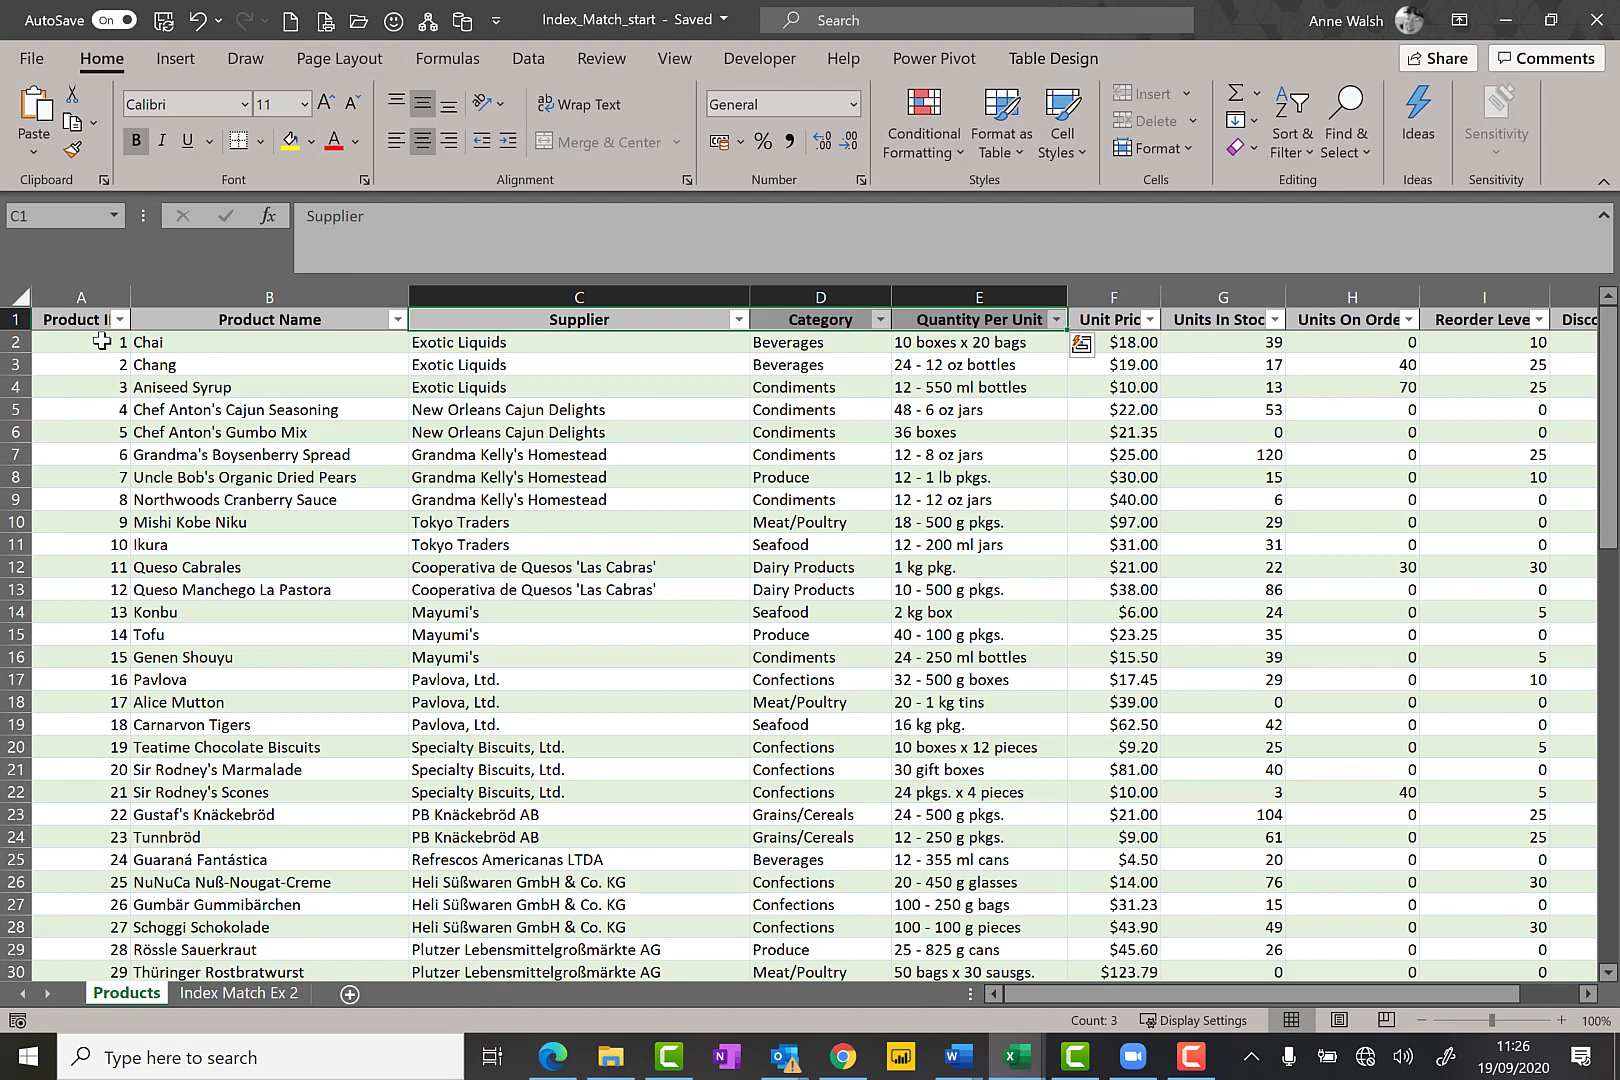 AutoSave On Index_Match_start - Saved Search Anne Walsh
File Home Insert Draw Page Layout Formulas Data Review View Developer Help Power Pivot Table Design Share Comments
Paste Calibri 11 A A ab Wrap Text General Conditional Formatting Format as Table Cell Styles Insert Delete Format Sort & Filter Find & Select Ideas Sensitivity
B I U A Merge & Center % , .00
Clipboard Font Alignment Number Styles Cells Editing Ideas Sensitivity
C1 fx Supplier
A B C D E F G H I
1 Product I Product Name Supplier Category Quantity Per Unit Unit Pric Units In Stoc Units On Orde Reorder Leve Disco
2 1 Chai Exotic Liquids Beverages 10 boxes x 20 bags $18.00 39 0 10
3 2 Chang Exotic Liquids Beverages 24 - 12 oz bottles $19.00 17 40 25
4 3 Aniseed Syrup Exotic Liquids Condiments 12 - 550 ml bottles $10.00 13 70 25
5 4 Chef Anton's Cajun Seasoning New Orleans Cajun Delights Condiments 48 - 6 oz jars $22.00 53 0 0
6 5 Chef Anton's Gumbo Mix New Orleans Cajun Delights Condiments 36 boxes $21.35 0 0 0
7 6 Grandma's Boysenberry Spread Grandma Kelly's Homestead Condiments 12 - 8 oz jars $25.00 120 0 25
8 7 Uncle Bob's Organic Dried Pears Grandma Kelly's Homestead Produce 12 - 1 lb pkgs. $30.00 15 0 10
9 8 Northwoods Cranberry Sauce Grandma Kelly's Homestead Condiments 12 - 12 oz jars $40.00 6 0 0
10 9 Mishi Kobe Niku Tokyo Traders Meat/Poultry 18 - 500 g pkgs. $97.00 29 0 0
11 10 Ikura Tokyo Traders Seafood 12 - 200 ml jars $31.00 31 0 0
12 11 Queso Cabrales Cooperativa de Quesos 'Las Cabras' Dairy Products 1 kg pkg. $21.00 22 30 30
13 12 Queso Manchego La Pastora Cooperativa de Quesos 'Las Cabras' Dairy Products 10 - 500 g pkgs. $38.00 86 0 0
14 13 Konbu Mayumi's Seafood 2 kg box $6.00 24 0 5
15 14 Tofu Mayumi's Produce 40 - 100 g pkgs. $23.25 35 0 0
16 15 Genen Shouyu Mayumi's Condiments 24 - 250 ml bottles $15.50 39 0 5
17 16 Pavlova Pavlova, Ltd. Confections 32 - 500 g boxes $17.45 29 0 10
18 17 Alice Mutton Pavlova, Ltd. Meat/Poultry 20 - 1 kg tins $39.00 0 0 0
19 18 Carnarvon Tigers Pavlova, Ltd. Seafood 16 kg pkg. $62.50 42 0 0
20 19 Teatime Chocolate Biscuits Specialty Biscuits, Ltd. Confections 10 boxes x 12 pieces $9.20 25 0 5
21 20 Sir Rodney's Marmalade Specialty Biscuits, Ltd. Confections 30 gift boxes $81.00 40 0 0
22 21 Sir Rodney's Scones Specialty Biscuits, Ltd. Confections 24 pkgs. x 4 pieces $10.00 3 40 5
23 22 Gustaf's Knäckebröd PB Knäckebröd AB Grains/Cereals 24 - 500 g pkgs. $21.00 104 0 25
24 23 Tunnbröd PB Knäckebröd AB Grains/Cereals 12 - 250 g pkgs. $9.00 61 0 25
25 24 Guaraná Fantástica Refrescos Americanas LTDA Beverages 12 - 355 ml cans $4.50 20 0 0
26 25 NuNuCa Nuß-Nougat-Creme Heli Süßwaren GmbH & Co. KG Confections 20 - 450 g glasses $14.00 76 0 30
27 26 Gumbär Gummibärchen Heli Süßwaren GmbH & Co. KG Confections 100 - 250 g bags $31.23 15 0 0
28 27 Schoggi Schokolade Heli Süßwaren GmbH & Co. KG Confections 100 - 100 g pieces $43.90 49 0 30
29 28 Rössle Sauerkraut Plutzer Lebensmittelgroßmärkte AG Produce 25 - 825 g cans $45.60 26 0 0
30 29 Thüringer Rostbratwurst Plutzer Lebensmittelgroßmärkte AG Meat/Poultry 50 bags x 30 sausgs. $123.79 0 0 0
Products Index Match Ex 2
Count: 3 Display Settings 100%
Type here to search 11:26
19/09/2020